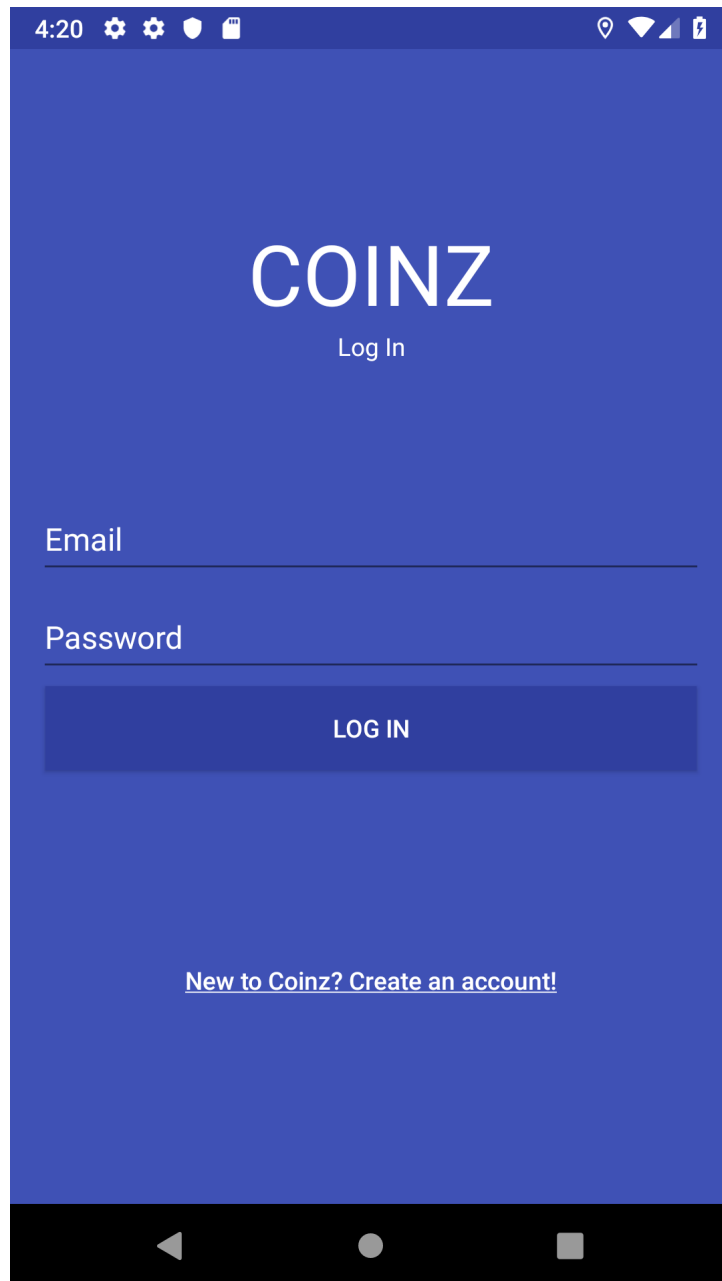 4:20
COINZ
Log In
Email
Password
LOG IN
New to Coinz? Create an account!